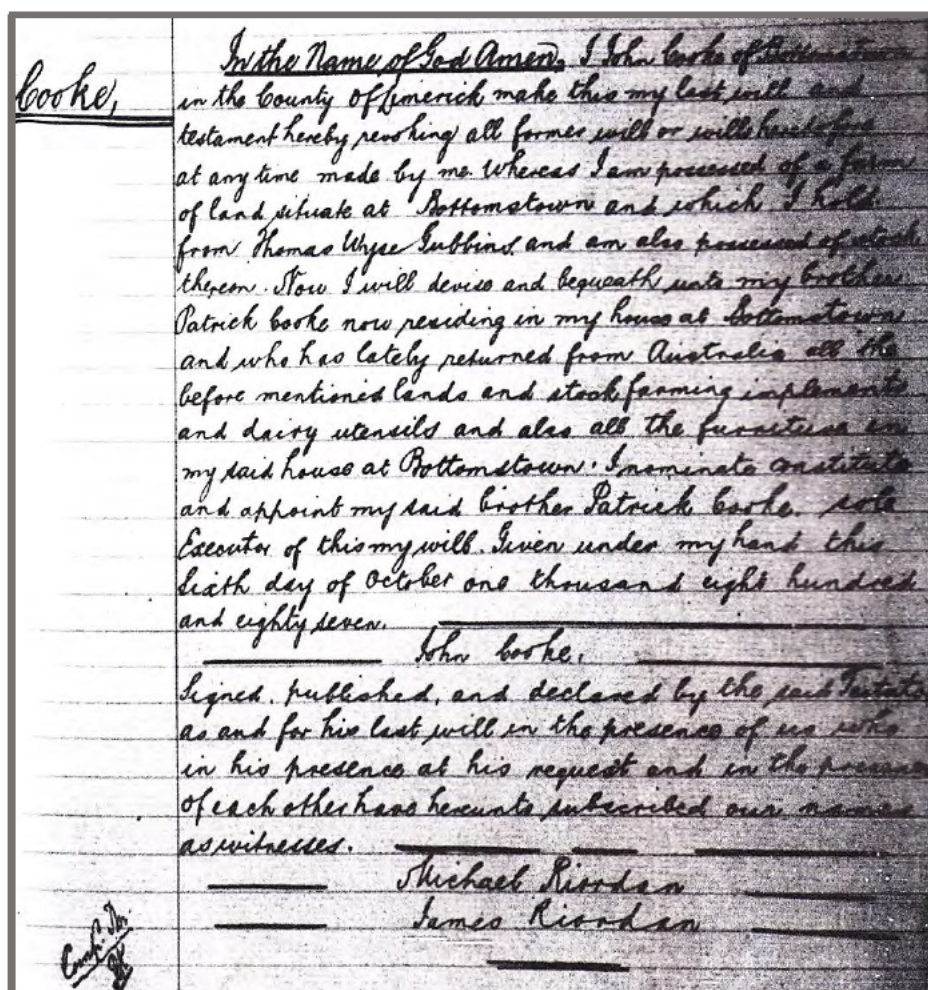 Cooke,
In the Name of God Amen, I John Cooke of Bottomstown
in the County Of Limerick make this my last will and
testament hereby revoking all former will or wills heretofore
at any time made by me. Whereas I am possessed of a farm
of land situate at Bottomstown and which I hold
from Thomas Wyse Gubbins and am also possessed of stock
thereon. Now I will devise and bequeath unto my brother
Patrick Cooke now residing in my house at Bottomstown
and who has lately returned from Australia all the
before mentioned lands and stock farming implements
and dairy utensils and also all the furniture in
my said house at Bottomstown. I nominate constitute
and appoint my said brother Patrick Cooke. sole
Executor of this my will. Given under my hand this
Sixth day of October one thousand eight hundred
and eighty seven.
John Cooke.
Signed, published, and declared by the said Testator
as and for his last will in the presence of us who
in his presence at his request and in the presence
of each other have hereunto subscribed our names
as witnesses.
Michael Riordan
James Riordan